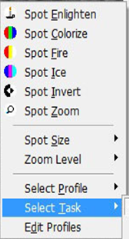 Spot Enlighten
Spot Colorize
Spot Fire
Spot Ice
Spot Invert
Spot Zoom
Spot Size
Zoom Level
Select Profile
Select Task
Edit Profiles